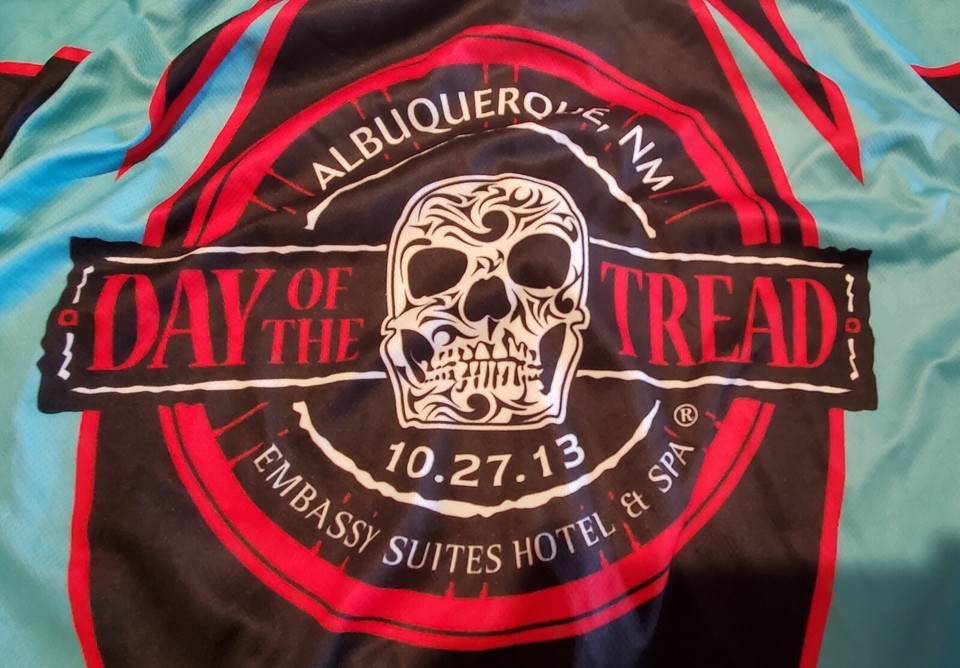 ALBUQUERQUE, NM
DAY OF THE TREAD
10.27.13
EMBASSY SUITES HOTEL & SPA®